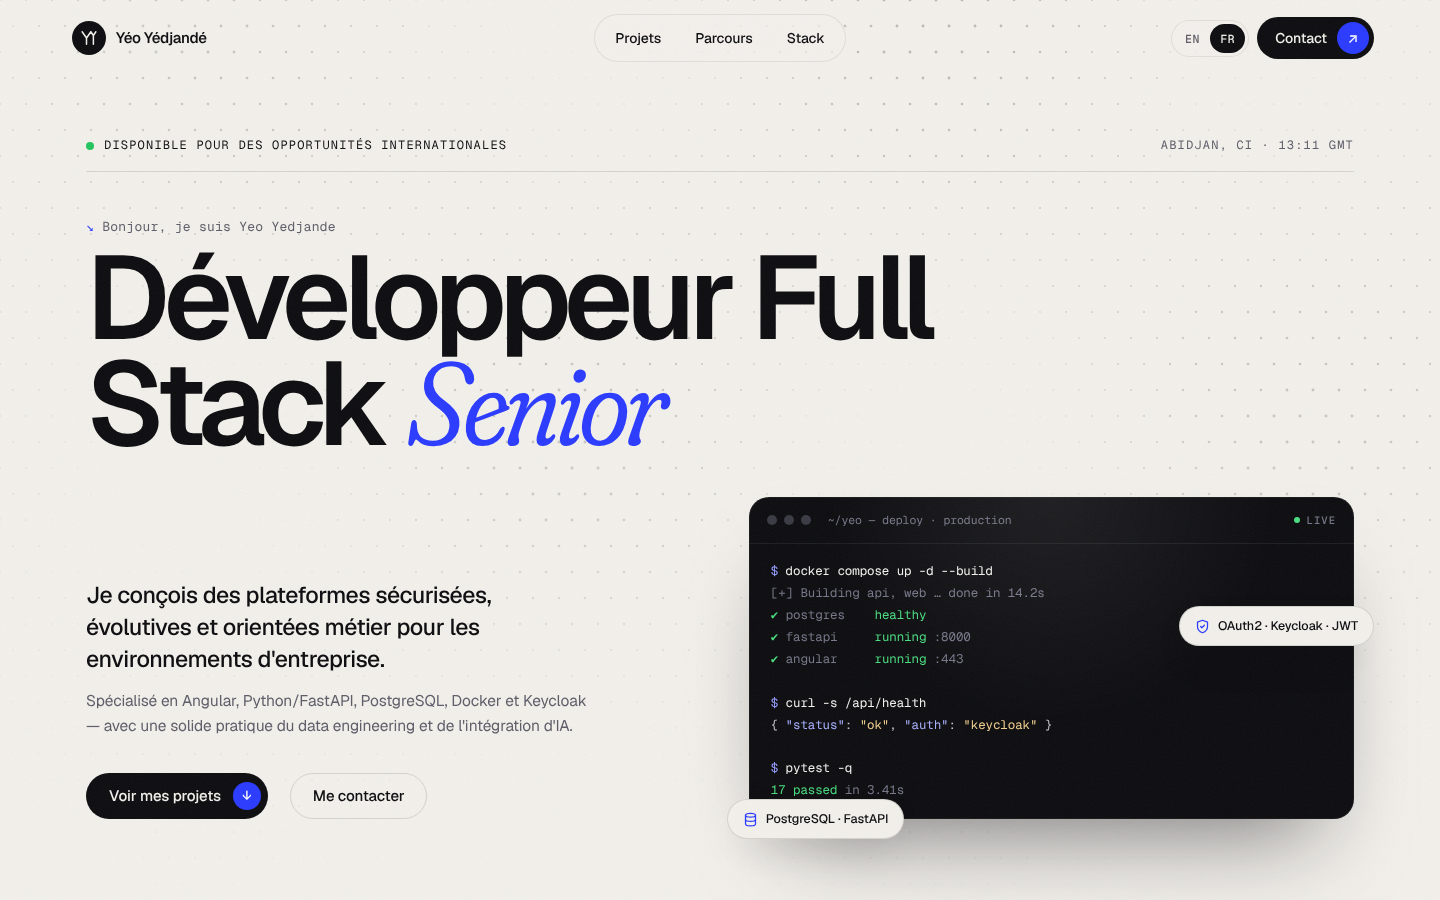 Yéo Yédjandé
Projets
Parcours
Stack
EN
FR
Contact
DISPONIBLE POUR DES OPPORTUNITÉS INTERNATIONALES
ABIDJAN, CI · 13:11 GMT
↘ Bonjour, je suis Yeo Yedjande
Développeur Full
Stack Senior
Je conçois des plateformes sécurisées,
évolutives et orientées métier pour les
environnements d'entreprise.
Spécialisé en Angular, Python/FastAPI, PostgreSQL, Docker et Keycloak
— avec une solide pratique du data engineering et de l'intégration d'IA.
Voir mes projets
Me contacter
~/yeo — deploy · production
LIVE
$ docker compose up -d --build
[+] Building api, web … done in 14.2s
✔ postgres healthy
✔ fastapi running :8000
✔ angular running :443
OAuth2 · Keycloak · JWT
$ curl -s /api/health
{ "status": "ok", "auth": "keycloak" }
$ pytest -q
17 passed in 3.41s
PostgreSQL · FastAPI